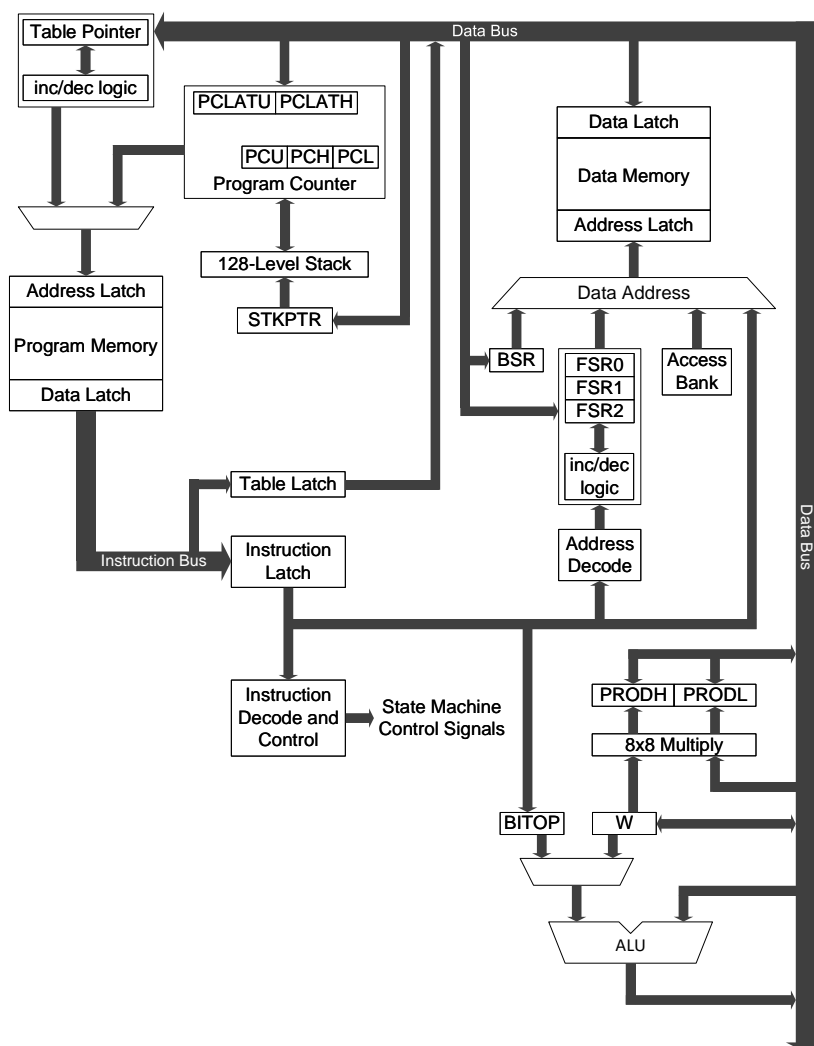 Table Pointer
inc/dec logic
Data Bus
PCLATU PCLATH
PCU PCH PCL
Program Counter
128-Level Stack
STKPTR
Address Latch
Program Memory
Data Latch
Data Latch
Data Memory
Address Latch
Data Address
BSR
FSR0
FSR1
FSR2
inc/dec
logic
Access
Bank
Address
Decode
Table Latch
Instruction Bus
Instruction
Latch
Instruction
Decode and
Control
State Machine
Control Signals
Data Bus
PRODH PRODL
8x8 Multiply
BITOP
W
ALU